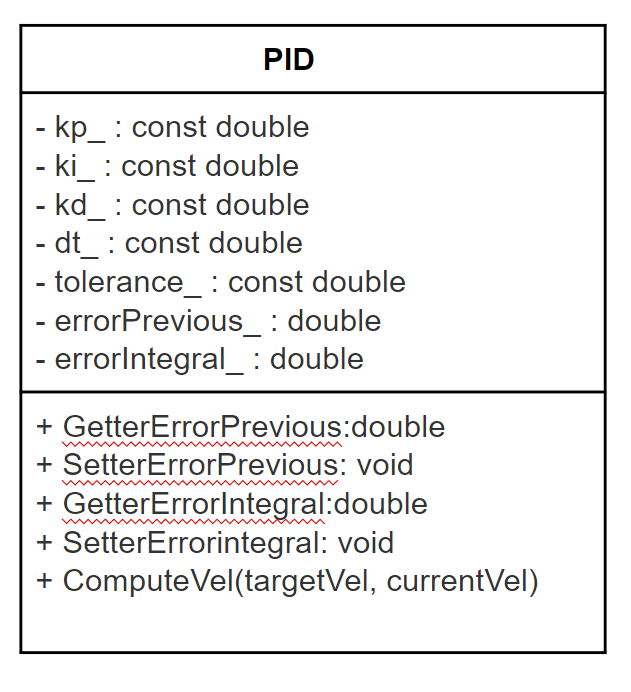 PID
- kp_ : const double
- ki_ : const double
- kd_ : const double
- dt_ : const double
- tolerance_ : const double
- errorPrevious_ : double
- errorIntegral_ : double
+ GetterErrorPrevious:double
+ SetterErrorPrevious: void
+ GetterErrorIntegral:double
+ SetterErrorintegral: void
+ ComputeVel(targetVel, currentVel)